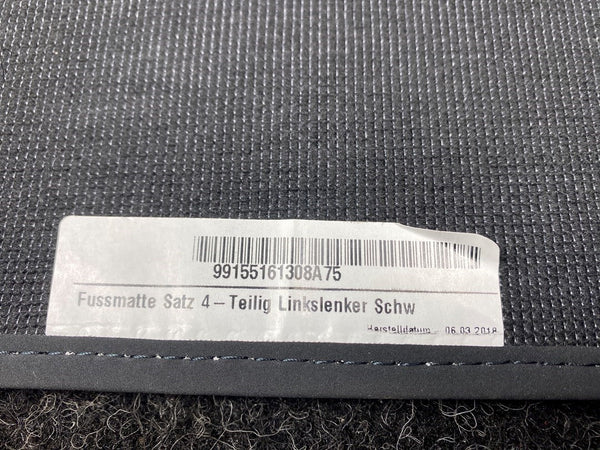 99155161308A75
Fussmatte Satz 4-Teilig Linkslenker Schw
Herstelldatum - 06.03.2018